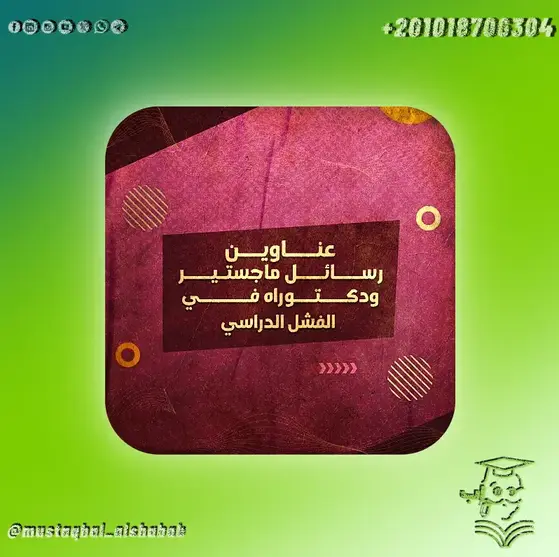 +201018706304
عناوين
رسائل ماجستير
ودكتوراه في
الفشل الدراسي
@mustaqbal_alshabab